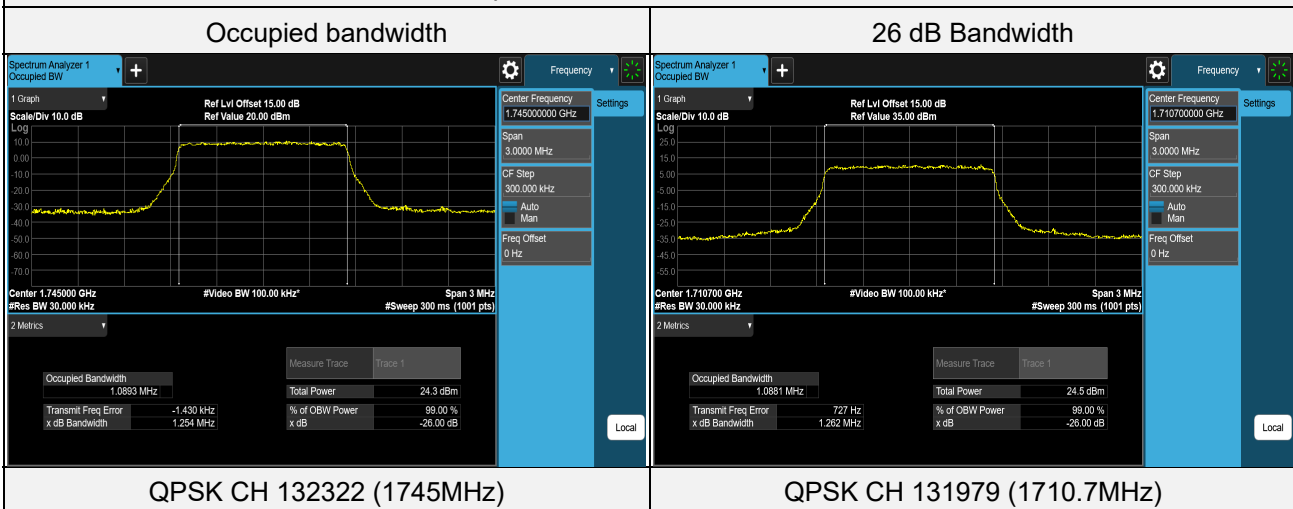 Occupied bandwidth
26 dB Bandwidth
Spectrum Analyzer 1
Occupied BW
+
Frequency
1 Graph
Ref Lvl Offset 15.00 dB
Scale/Div 10.0 dB
Ref Value 20.00 dBm
Log
10.0
0.00
-10.0
-20.0
-30.0
-40.0
-50.0
-60.0
-70.0
Center 1.745000 GHz
#Video BW 100.00 kHz*
Span 3 MHz
#Res BW 30.000 kHz
#Sweep 300 ms (1001 pts)
Center Frequency
1.745000000 GHz
Settings
Span
3.0000 MHz
CF Step
300.000 kHz
Auto
Man
Freq Offset
0 Hz
Local
2 Metrics
Measure Trace
Trace 1
Occupied Bandwidth
1.0893 MHz
Total Power
24.3 dBm
Transmit Freq Error
-1.430 kHz
% of OBW Power
99.00 %
x dB Bandwidth
1.254 MHz
x dB
-26.00 dB
Spectrum Analyzer 1
Occupied BW
+
Frequency
1 Graph
Ref Lvl Offset 15.00 dB
Scale/Div 10.0 dB
Ref Value 35.00 dBm
Log
25.0
15.0
5.00
-5.00
-15.0
-25.0
-35.0
-45.0
-55.0
Center 1.710700 GHz
#Video BW 100.00 kHz*
Span 3 MHz
#Res BW 30.000 kHz
#Sweep 300 ms (1001 pts)
Center Frequency
1.710700000 GHz
Settings
Span
3.0000 MHz
CF Step
300.000 kHz
Auto
Man
Freq Offset
0 Hz
Local
2 Metrics
Measure Trace
Trace 1
Occupied Bandwidth
1.0881 MHz
Total Power
24.5 dBm
Transmit Freq Error
727 Hz
% of OBW Power
99.00 %
x dB Bandwidth
1.262 MHz
x dB
-26.00 dB
QPSK CH 132322 (1745MHz)
QPSK CH 131979 (1710.7MHz)